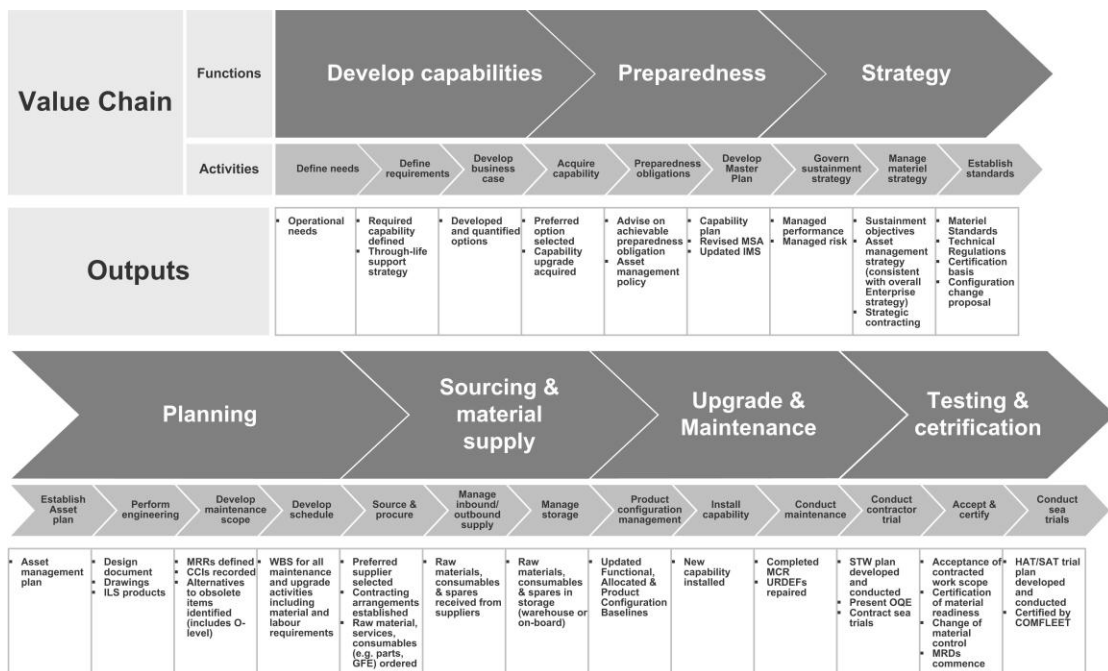 Value Chain
Functions
Develop capabilities
Preparedness
Strategy
Activities
Define needs
Define
requirements
Develop
business
case
Acquire
capability
Preparedness
obligations
Develop
Master
Plan
Govern
sustainment
strategy
Manage
materiel
strategy
Establish
standards
Outputs
▪ Operational
needs
▪ Required
capability
defined
▪ Through-life
support
strategy
▪ Developed
and quantified
options
▪ Preferred
option
selected
▪ Capability
upgrade
acquired
▪ Advise on
achievable
preparedness
obligation
▪ Asset
management
policy
▪ Capability
plan
▪ Revised MSA
▪ Updated IMS
▪ Managed
performance
▪ Managed risk
▪ Sustainment
objectives
▪ Asset
management
strategy
(consistent
with overall
Enterprise
strategy)
▪ Strategic
contracting
▪ Materiel
Standards
▪ Technical
Regulations
▪ Certification
basis
▪ Configuration
change
proposal
Planning
Sourcing &
material
supply
Upgrade &
Maintenance
Testing &
cetrification
Establish
Asset
plan
Perform
engineering
Develop
maintenance
scope
Develop
schedule
Source &
procure
Manage
inbound/
outbound
supply
Manage
storage
Product
configuration
management
Install
capability
Conduct
maintenance
Conduct
contractor
trial
Accept &
certify
Conduct
sea
trials
▪ Asset
management
plan
▪ Design
document
▪ Drawings
▪ ILS products
▪ MRRs defined
▪ CCIs recorded
▪ Alternatives
to obsolete
items
identified
(includes O-
level)
▪ WBS for all
maintenance
and upgrade
activities
including
material and
labour
requirements
▪ Preferred
supplier
selected
▪ Contracting
arrangements
established
▪ Raw material,
services,
consumables
(e.g. parts,
GFE) ordered
▪ Raw
materials,
consumables
& spares
received from
suppliers
▪ Raw
materials,
consumables
& spares in
storage
(warehouse or
on-board)
▪ Updated
Functional,
Allocated &
Product
Configuration
Baselines
▪ New
capability
installed
▪ Completed
MCR
▪ URDEFs
repaired
▪ STW plan
developed
and
conducted
▪ Present OQE
▪ Contract sea
trials
▪ Acceptance of
contracted
work scope
▪ Certification
of material
readiness
▪ Change of
material
control
▪ MRDs
commence
▪ HAT/SAT trial
plan
developed
and
conducted
▪ Certified by
COMFLEET